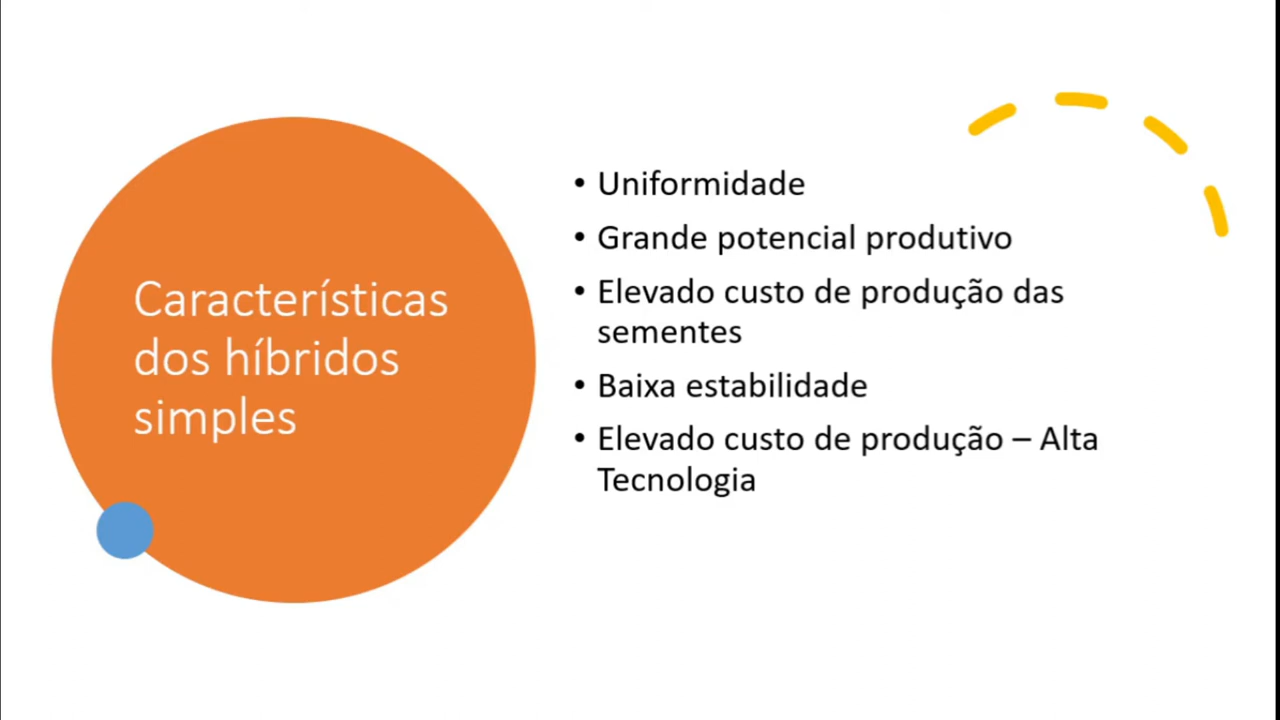 Características
dos híbridos
simples
• Uniformidade
• Grande potencial produtivo
• Elevado custo de produção das
sementes
• Baixa estabilidade
• Elevado custo de produção – Alta
Tecnologia